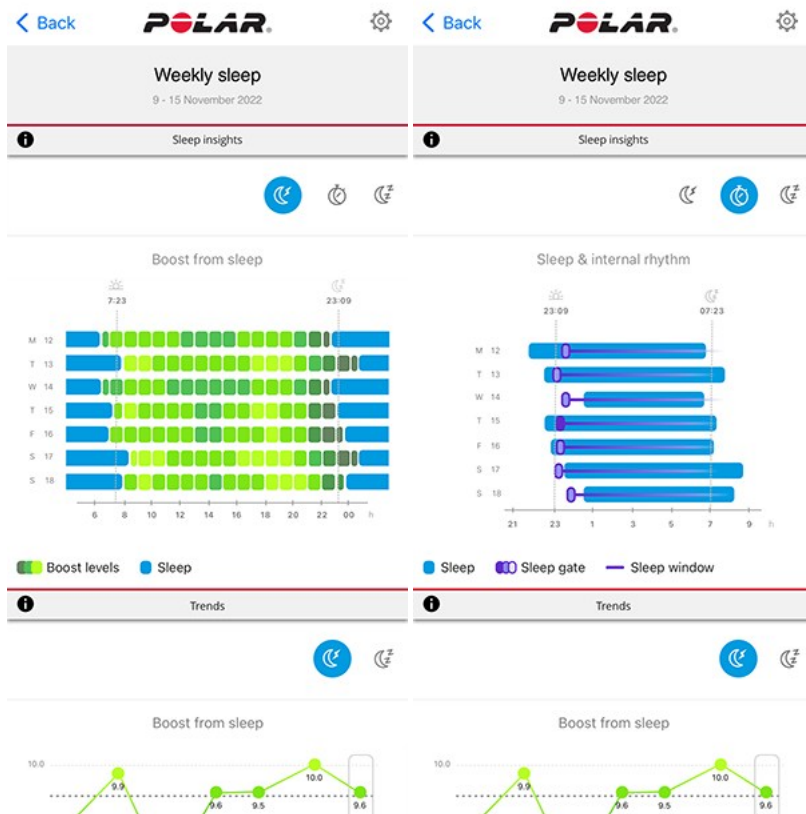 Back
POLAR.
Weekly sleep
9 - 15 November 2022
Sleep insights
Boost from sleep
7:23
23:09
M 12
T 13
W 14
T 15
F 16
S 17
S 18
6 8 10 12 14 16 18 20 22 00 h
Boost levels
Sleep
Trends
Boost from sleep
10.0
9.9
9.6
9.5
10.0
9.6
Back
POLAR.
Weekly sleep
9 - 15 November 2022
Sleep insights
Sleep & internal rhythm
23:09
07:23
M 12
T 13
W 14
T 15
F 16
S 17
S 18
21 23 1 3 5 7 9 h
Sleep
Sleep gate
Sleep window
Trends
Boost from sleep
10.0
9.9
9.6
9.5
10.0
9.6